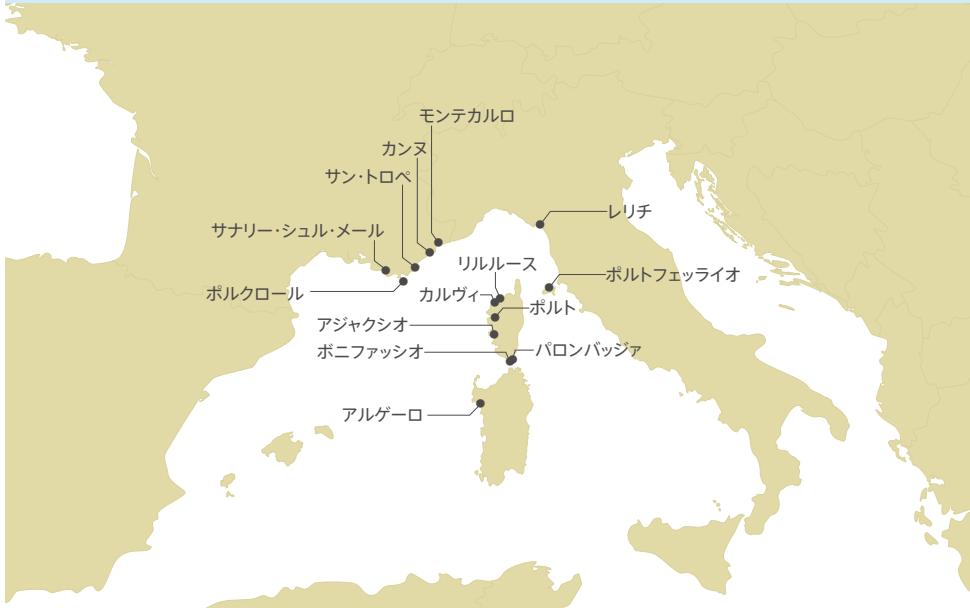 モンテカルロ
カンヌ
サン・トロペ
レリチ
サナリー・シュル・メール
リルルース
ポルトフェッライオ
ポルクロール
カルヴィ
ポルト
アジャクシオ
ボニファッシオ
パロンバッジァ
アルゲーロ